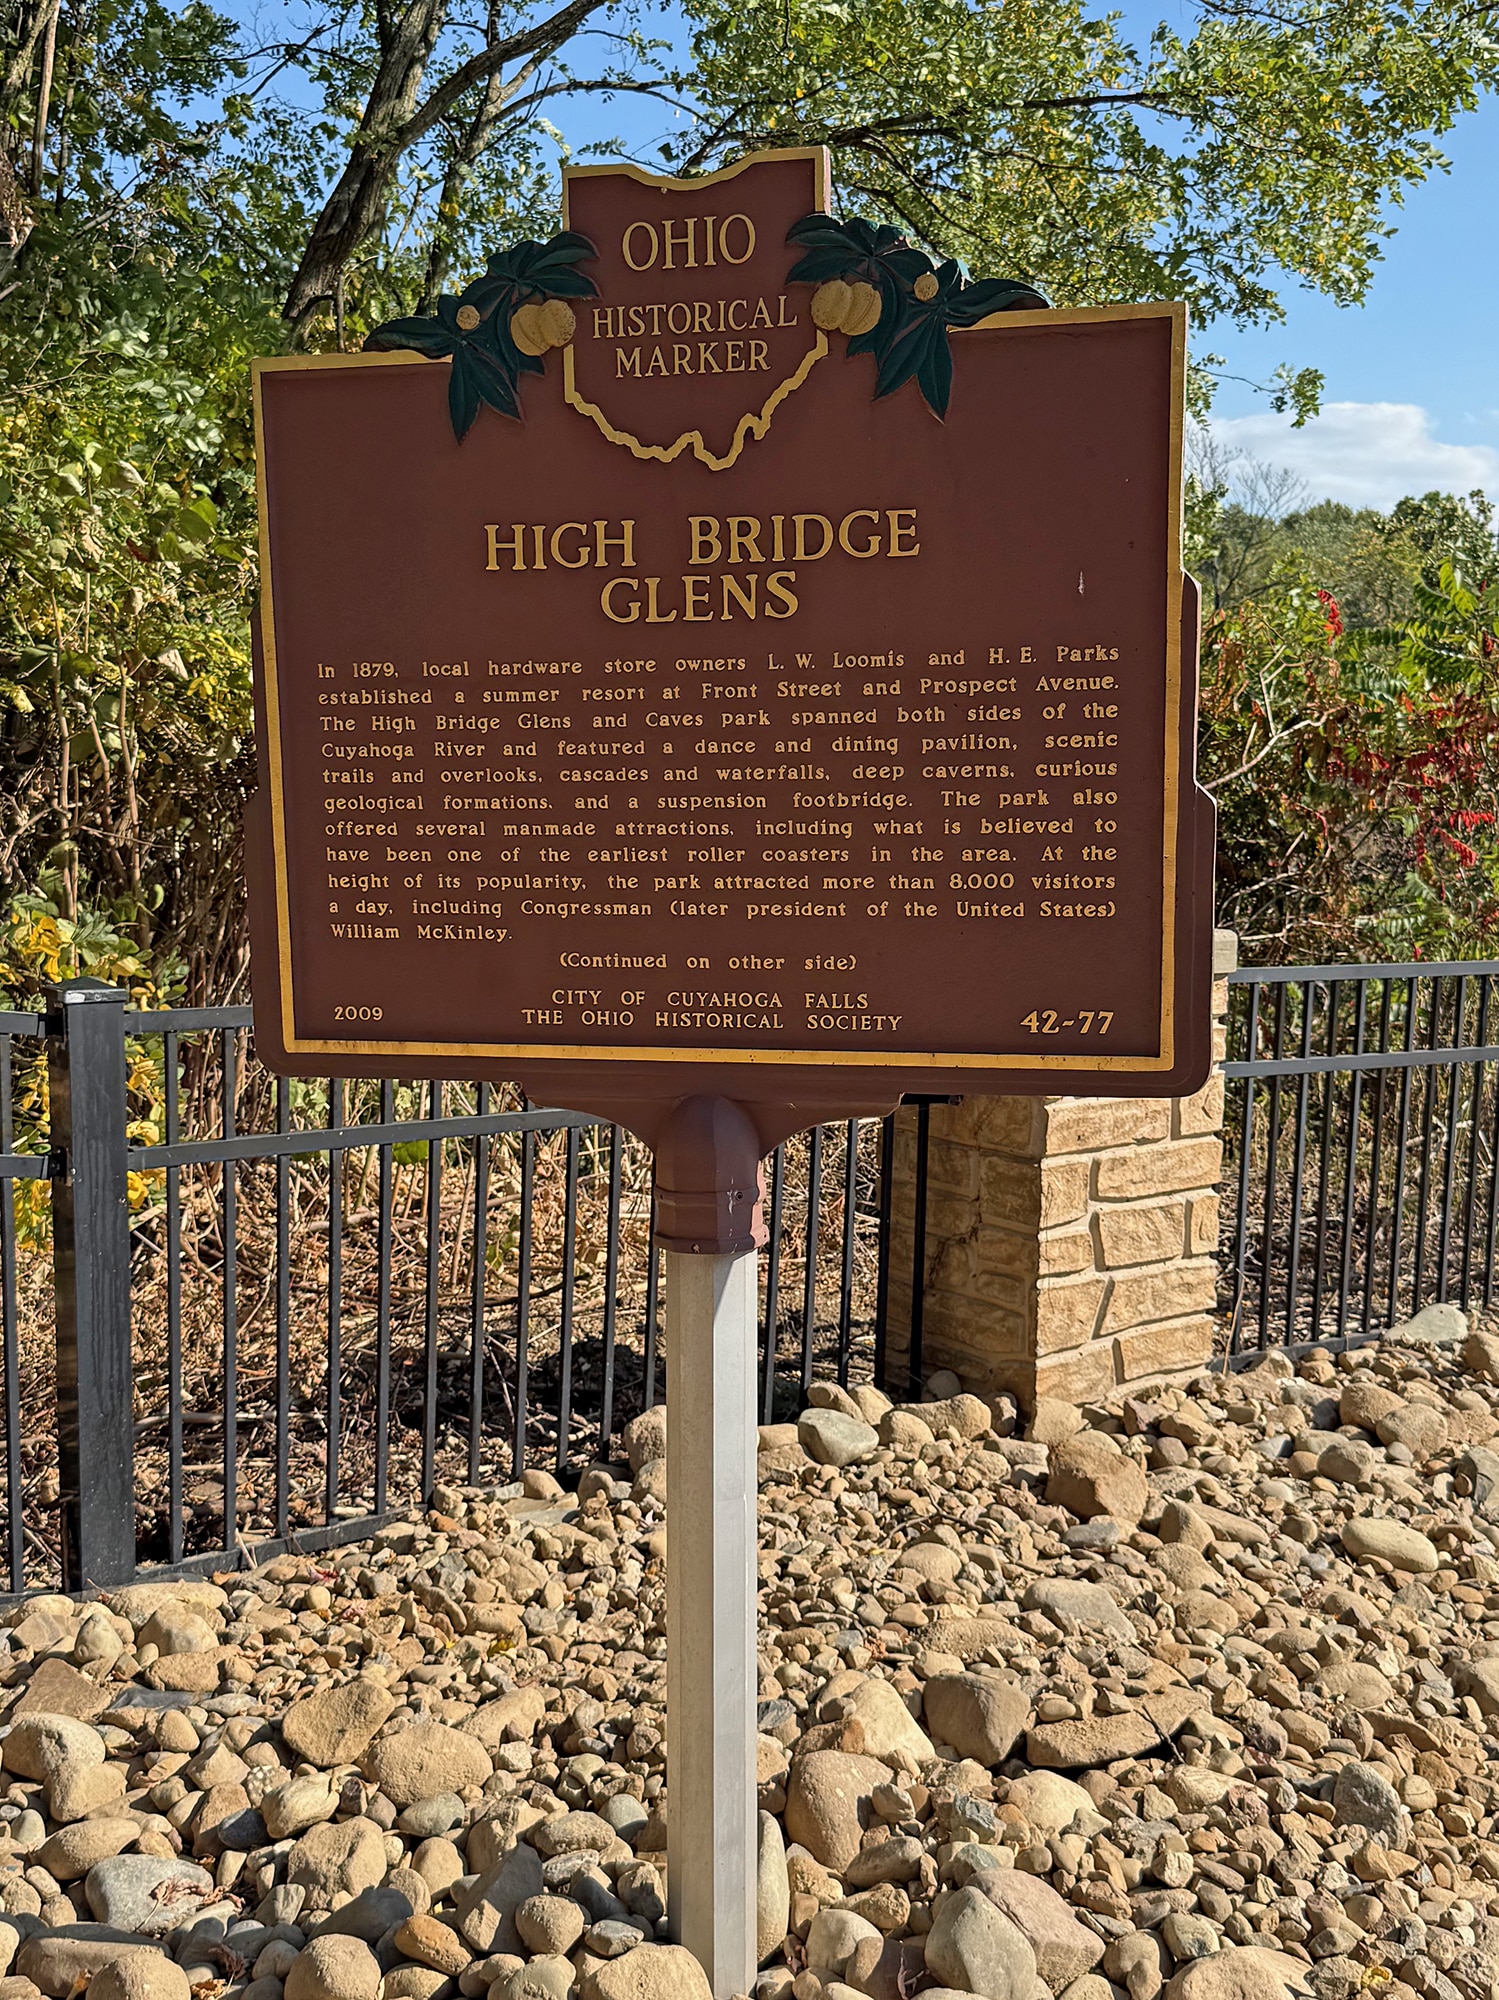 OHIO
HISTORICAL
MARKER
HIGH BRIDGE
GLENS
In 1879, local hardware store owners L. W. Loomis and H. E. Parks
established a summer resort at Front Street and Prospect Avenue.
The High Bridge Glens and Caves park spanned both sides of the
Cuyahoga River and featured a dance and dining pavilion, scenic
trails and overlooks, cascades and waterfalls, deep caverns, curious
geological formations, and a suspension footbridge. The park also
offered several manmade attractions, including what is believed to
have been one of the earliest roller coasters in the area. At the
height of its popularity, the park attracted more than 8,000 visitors
a day, including Congressman (later president of the United States)
William McKinley.
(Continued on other side)
CITY OF CUYAHOGA FALLS
2009 THE OHIO HISTORICAL SOCIETY 42-77